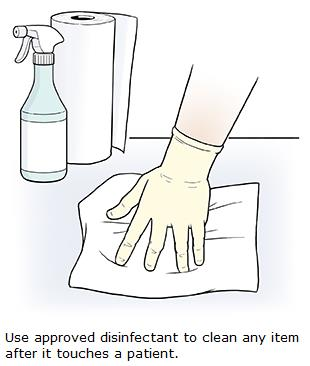 Use approved disinfectant to clean any item
after it touches a patient.